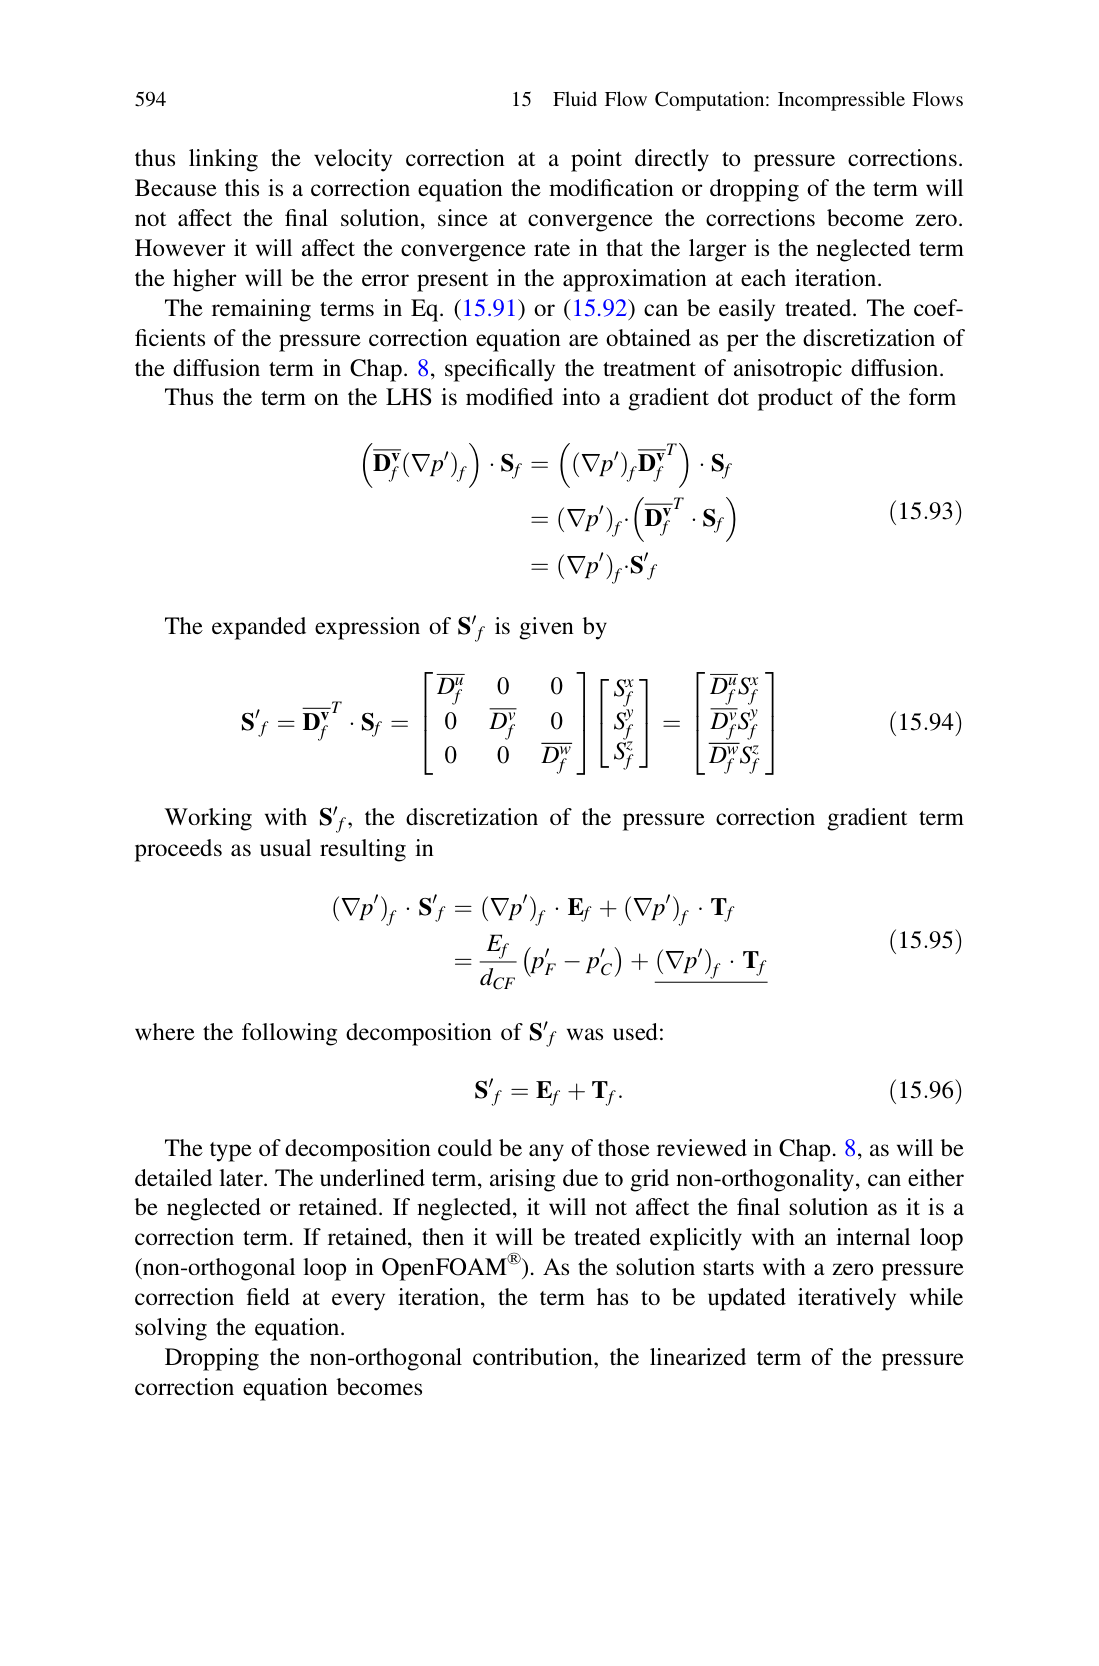 594 15 Fluid Flow Computation: Incompressible Flows
thus linking the velocity correction at a point directly to pressure corrections.
Because this is a correction equation the modification or dropping of the term will
not affect the final solution, since at convergence the corrections become zero.
However it will affect the convergence rate in that the larger is the neglected term
the higher will be the error present in the approximation at each iteration.
The remaining terms in Eq. (15.91) or (15.92) can be easily treated. The coef-
ficients of the pressure correction equation are obtained as per the discretization of
the diffusion term in Chap. 8, specifically the treatment of anisotropic diffusion.
Thus the term on the LHS is modified into a gradient dot product of the form
$\left(\overline{\mathbf{D}_f^{\mathbf{v}}}(\nabla p')_f\right) \cdot \mathbf{S}_f = \left((\nabla p')_f \overline{\mathbf{D}_f^{\mathbf{v}}}^T\right) \cdot \mathbf{S}_f$
$= (\nabla p')_f \cdot \left(\overline{\mathbf{D}_f^{\mathbf{v}}}^T \cdot \mathbf{S}_f\right)$ (15.93)
$= (\nabla p')_f \cdot \mathbf{S}'_f$
The expanded expression of $\mathbf{S}'_f$ is given by
$\mathbf{S}'_f = \overline{\mathbf{D}_f^{\mathbf{v}}}^T \cdot \mathbf{S}_f = \begin{bmatrix} \overline{D_f^u} & 0 & 0 \\ 0 & \overline{D_f^v} & 0 \\ 0 & 0 & \overline{D_f^w} \end{bmatrix} \begin{bmatrix} S_f^x \\ S_f^y \\ S_f^z \end{bmatrix} = \begin{bmatrix} \overline{D_f^u} S_f^x \\ \overline{D_f^v} S_f^y \\ \overline{D_f^w} S_f^z \end{bmatrix}$ (15.94)
Working with $\mathbf{S}'_f$, the discretization of the pressure correction gradient term
proceeds as usual resulting in
$(\nabla p')_f \cdot \mathbf{S}'_f = (\nabla p')_f \cdot \mathbf{E}_f + (\nabla p')_f \cdot \mathbf{T}_f$
$= \frac{E_f}{d_{CF}} \left(p'_F - p'_C\right) + \underline{(\nabla p')_f \cdot \mathbf{T}_f}$ (15.95)
where the following decomposition of $\mathbf{S}'_f$ was used:
$\mathbf{S}'_f = \mathbf{E}_f + \mathbf{T}_f.$ (15.96)
The type of decomposition could be any of those reviewed in Chap. 8, as will be
detailed later. The underlined term, arising due to grid non-orthogonality, can either
be neglected or retained. If neglected, it will not affect the final solution as it is a
correction term. If retained, then it will be treated explicitly with an internal loop
(non-orthogonal loop in OpenFOAM®). As the solution starts with a zero pressure
correction field at every iteration, the term has to be updated iteratively while
solving the equation.
Dropping the non-orthogonal contribution, the linearized term of the pressure
correction equation becomes